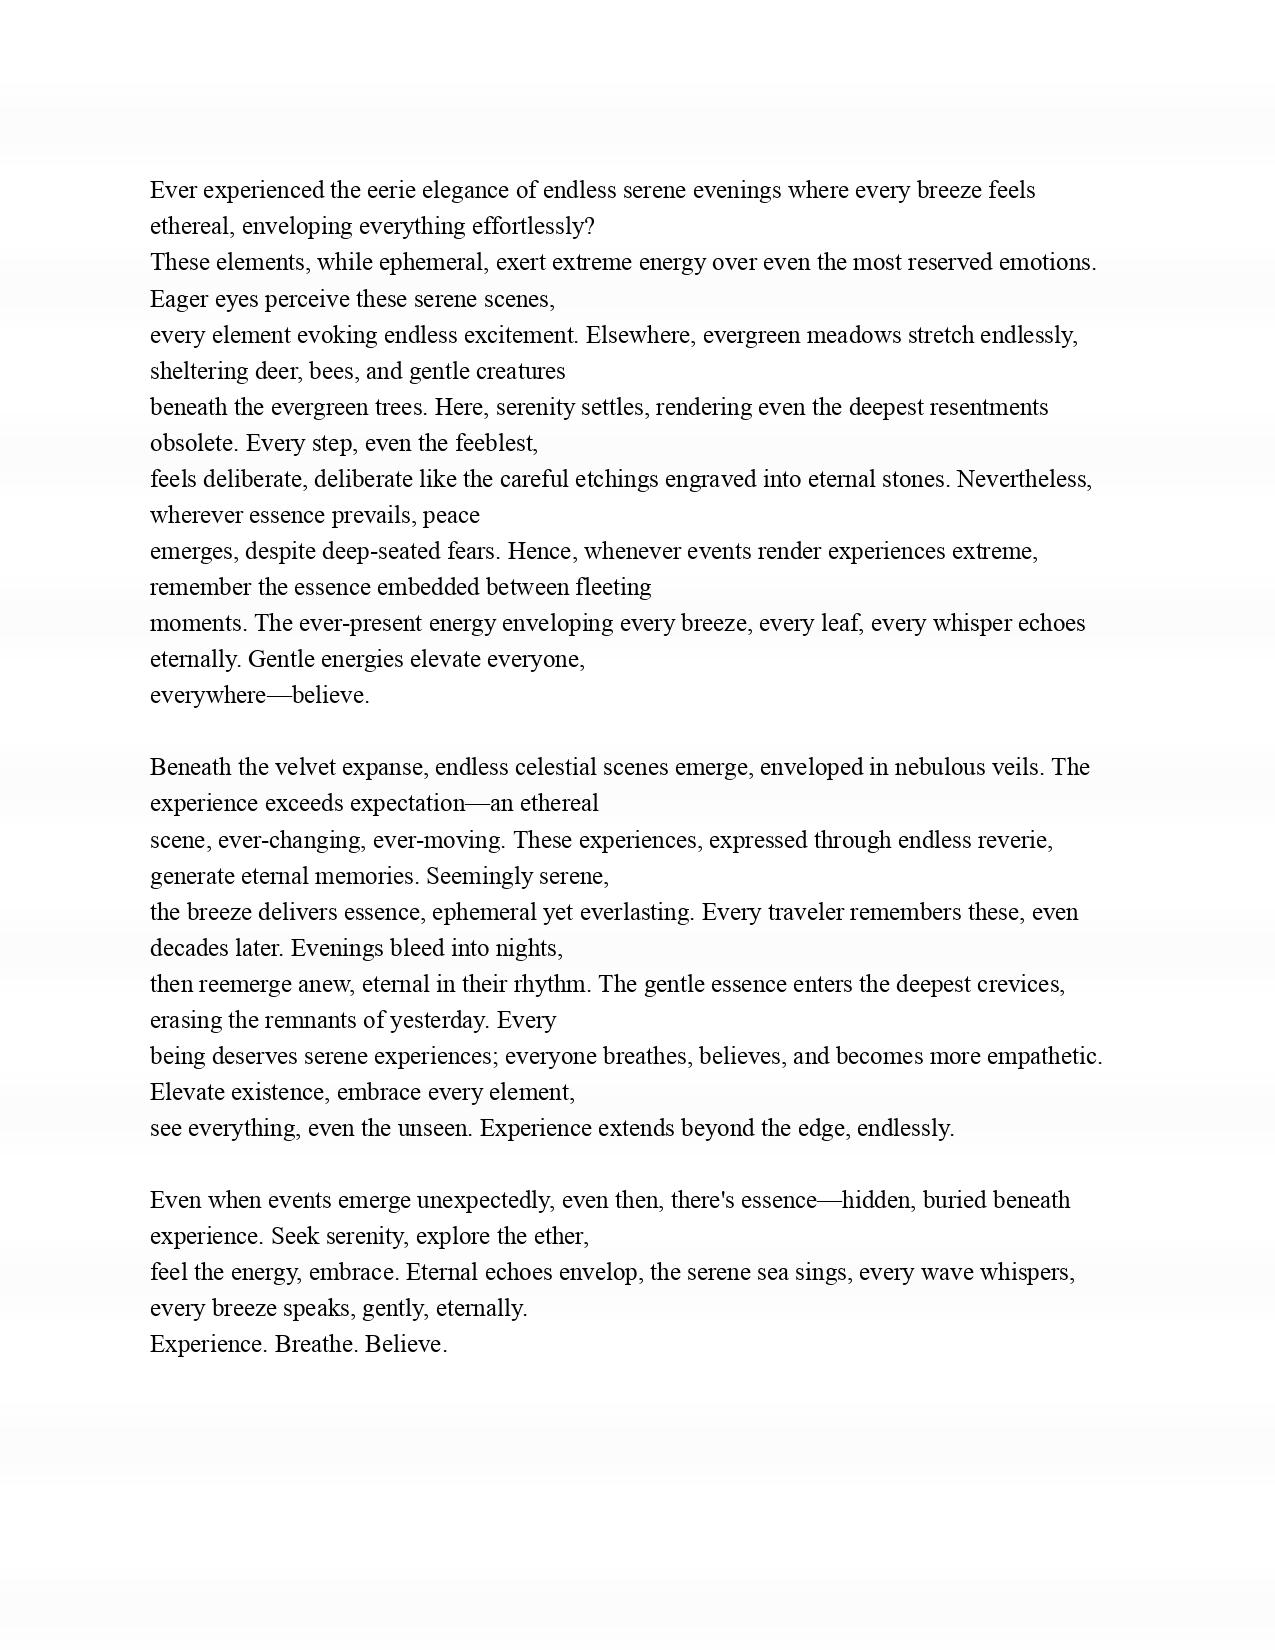 Ever experienced the eerie elegance of endless serene evenings where every breeze feels
ethereal, enveloping everything effortlessly?
These elements, while ephemeral, exert extreme energy over even the most reserved emotions.
Eager eyes perceive these serene scenes,
every element evoking endless excitement. Elsewhere, evergreen meadows stretch endlessly,
sheltering deer, bees, and gentle creatures
beneath the evergreen trees. Here, serenity settles, rendering even the deepest resentments
obsolete. Every step, even the feeblest,
feels deliberate, deliberate like the careful etchings engraved into eternal stones. Nevertheless,
wherever essence prevails, peace
emerges, despite deep-seated fears. Hence, whenever events render experiences extreme,
remember the essence embedded between fleeting
moments. The ever-present energy enveloping every breeze, every leaf, every whisper echoes
eternally. Gentle energies elevate everyone,
everywhere—believe.
Beneath the velvet expanse, endless celestial scenes emerge, enveloped in nebulous veils. The
experience exceeds expectation—an ethereal
scene, ever-changing, ever-moving. These experiences, expressed through endless reverie,
generate eternal memories. Seemingly serene,
the breeze delivers essence, ephemeral yet everlasting. Every traveler remembers these, even
decades later. Evenings bleed into nights,
then reemerge anew, eternal in their rhythm. The gentle essence enters the deepest crevices,
erasing the remnants of yesterday. Every
being deserves serene experiences; everyone breathes, believes, and becomes more empathetic.
Elevate existence, embrace every element,
see everything, even the unseen. Experience extends beyond the edge, endlessly.
Even when events emerge unexpectedly, even then, there's essence—hidden, buried beneath
experience. Seek serenity, explore the ether,
feel the energy, embrace. Eternal echoes envelop, the serene sea sings, every wave whispers,
every breeze speaks, gently, eternally.
Experience. Breathe. Believe.